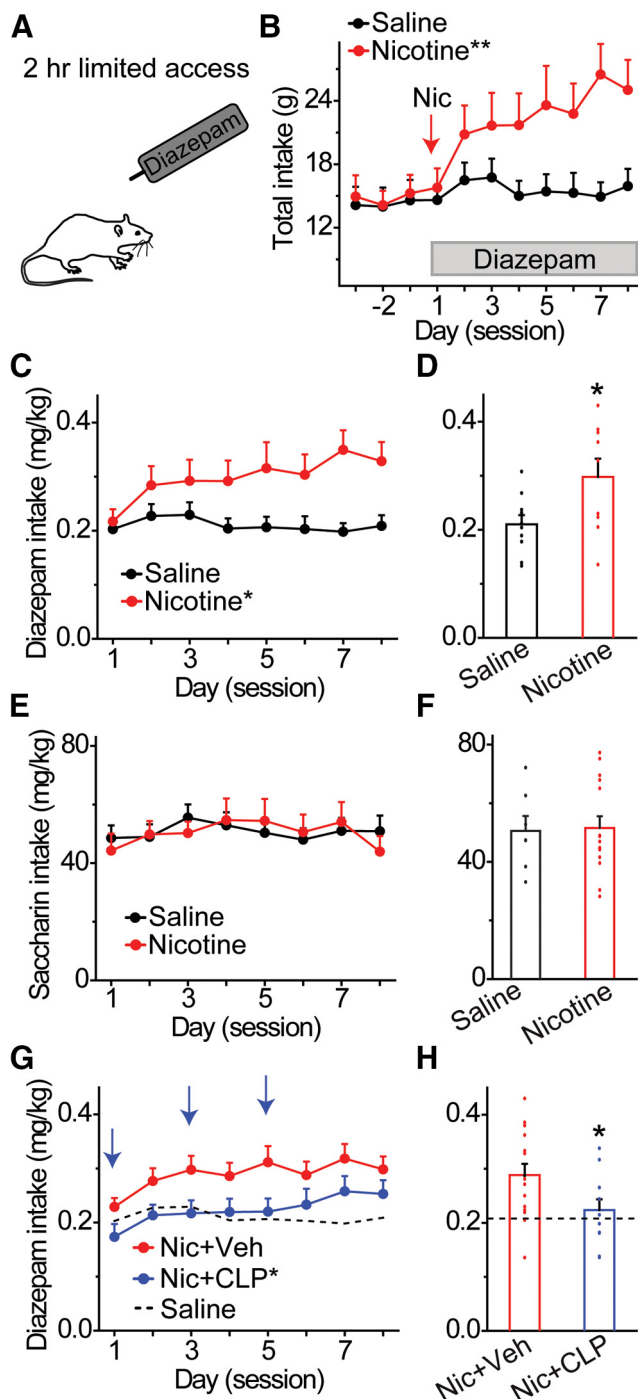 A
2 hr limited access
Diazepam
B
Saline
Nicotine**
Nic
Total intake (g)
24
18
12
Diazepam
-2 1 3 5 7
Day (session)
C
Diazepam intake (mg/kg)
0.4
0.2
0.0
Saline
Nicotine*
1 3 5 7
Day (session)
D
*
0.4
0.2
0.0
Saline
Nicotine
E
Saccharin intake (mg/kg)
80
40
0
Saline
Nicotine
1 3 5 7
Day (session)
F
80
40
0
Saline
Nicotine
G
Diazepam intake (mg/kg)
0.4
0.2
0.0
Nic+Veh
Nic+CLP*
Saline
1 3 5 7
Day (session)
H
*
0.4
0.2
0.0
Nic+Veh
Nic+CLP